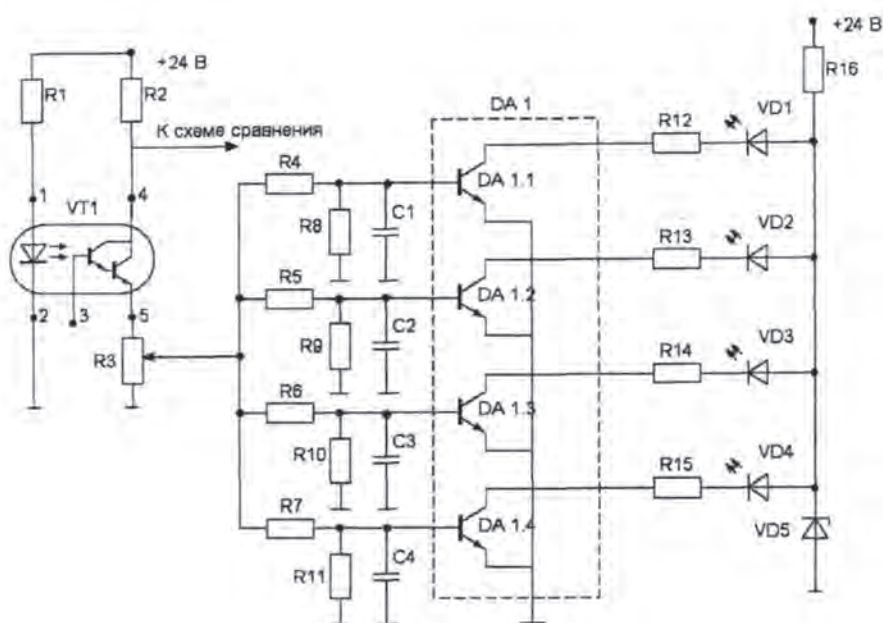 +24 В
R1
R2
К схеме сравнения
1
4
VT1
2
3
5
R3
R4
R8
C1
R5
R9
C2
R6
R10
C3
R7
R11
C4
DA 1
DA 1.1
DA 1.2
DA 1.3
DA 1.4
+24 В
R16
R12
VD1
R13
VD2
R14
VD3
R15
VD4
VD5